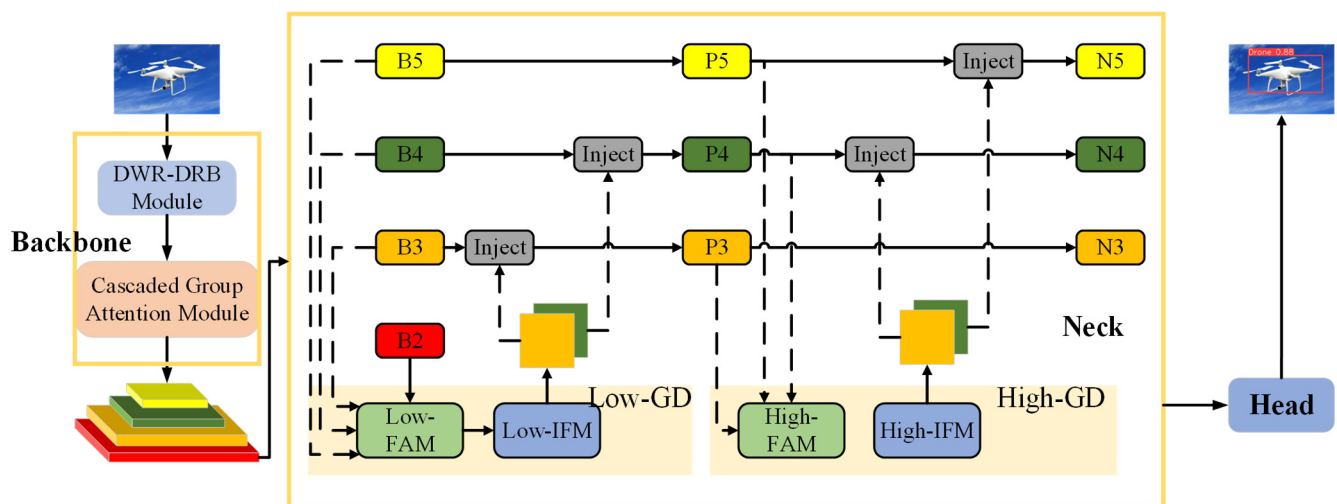 Drone 0.88
B5
P5
Inject
N5
B4
Inject
P4
Inject
N4
DWR-DRB
Module
Backbone
B3
Inject
P3
N3
Cascaded Group
Attention Module
B2
Neck
Low-GD
High-GD
Low-
FAM
Low-IFM
High-
FAM
High-IFM
Head